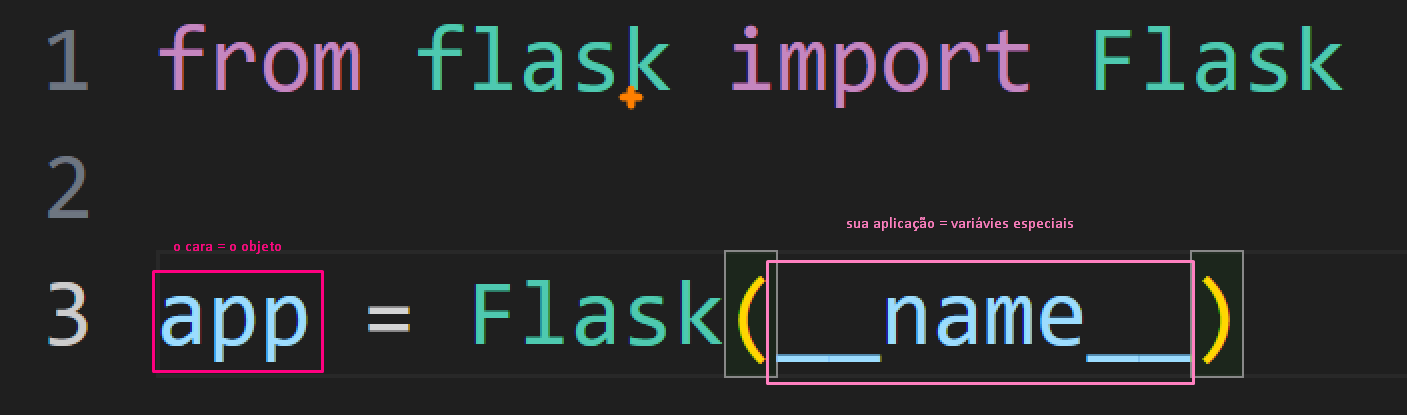 1 from flask import Flask
2
sua aplicação = variávies especiais
o cara = o objeto
3 app = Flask(__name__)